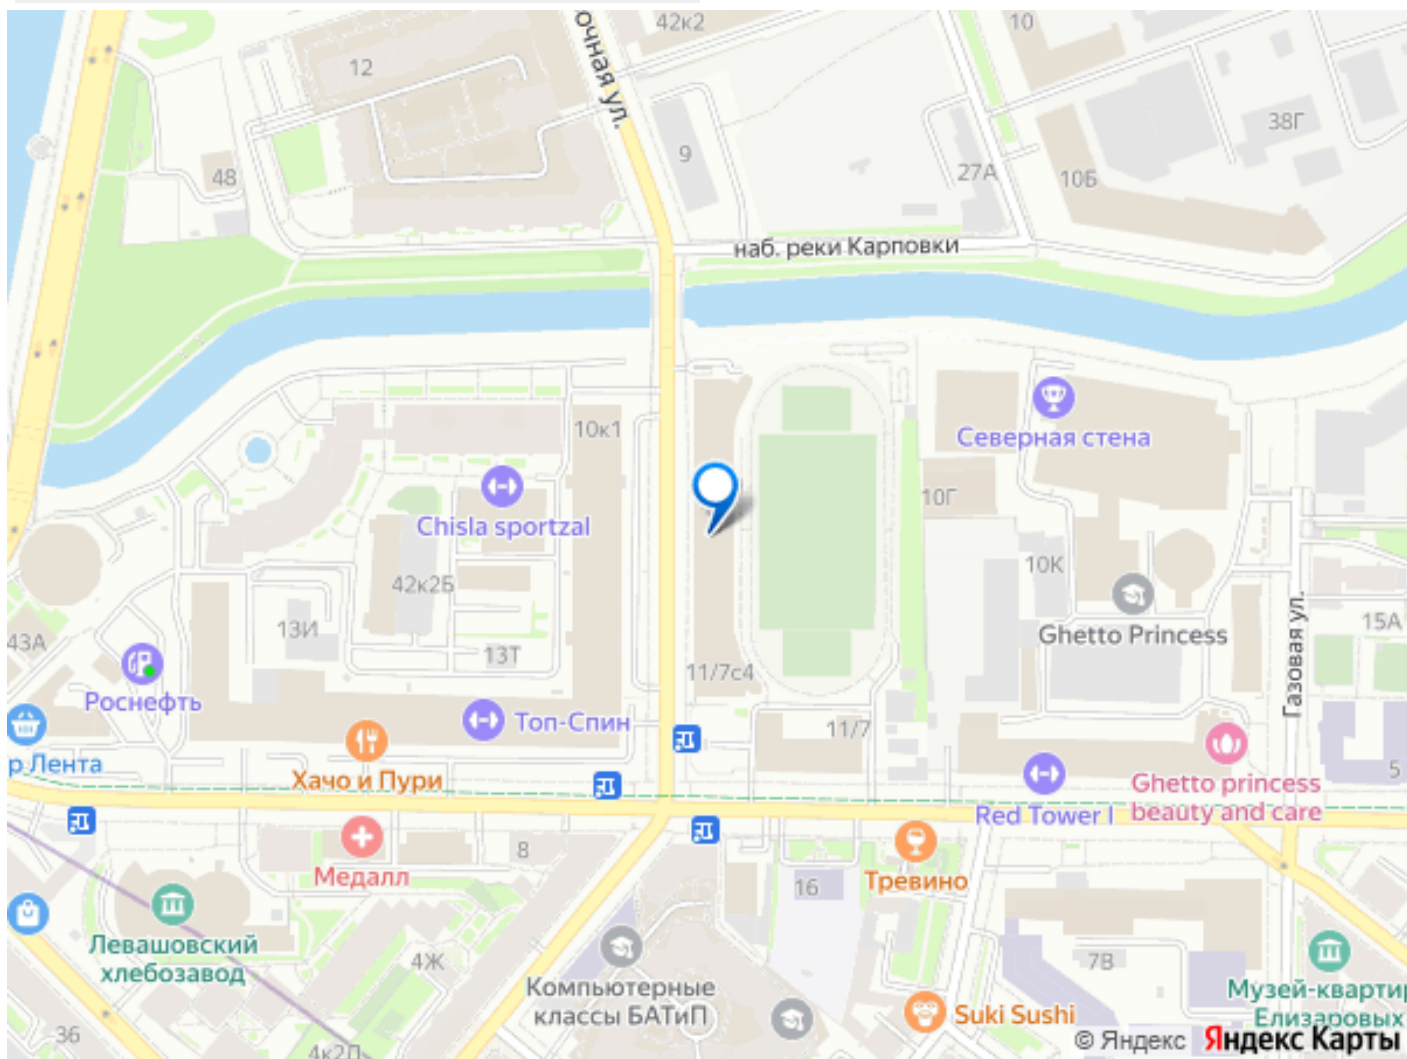 42к2
10
очная ул.
12
38Г
9
27А
48
10Б
наб. реки Карповки
10к1
Северная стена
10Г
Chisla sportzal
10К
42к2Б
15А
13И
Ghetto Princess
43А
13Т
11/7с4
Газовая ул.
Роснефть
Топ-Спин
11/7
р Лента
Хачо и Пури
5
Ghetto princess
beauty and care
Red Tower I
8
Медалл
Тревино
16
Левашовский
хлебозавод
4Ж
7В
Компьютерные
классы БАТиП
Музей-квартир
Елизаровых
Suki Sushi
36
4к2Л
© Яндекс Яндекс Карты